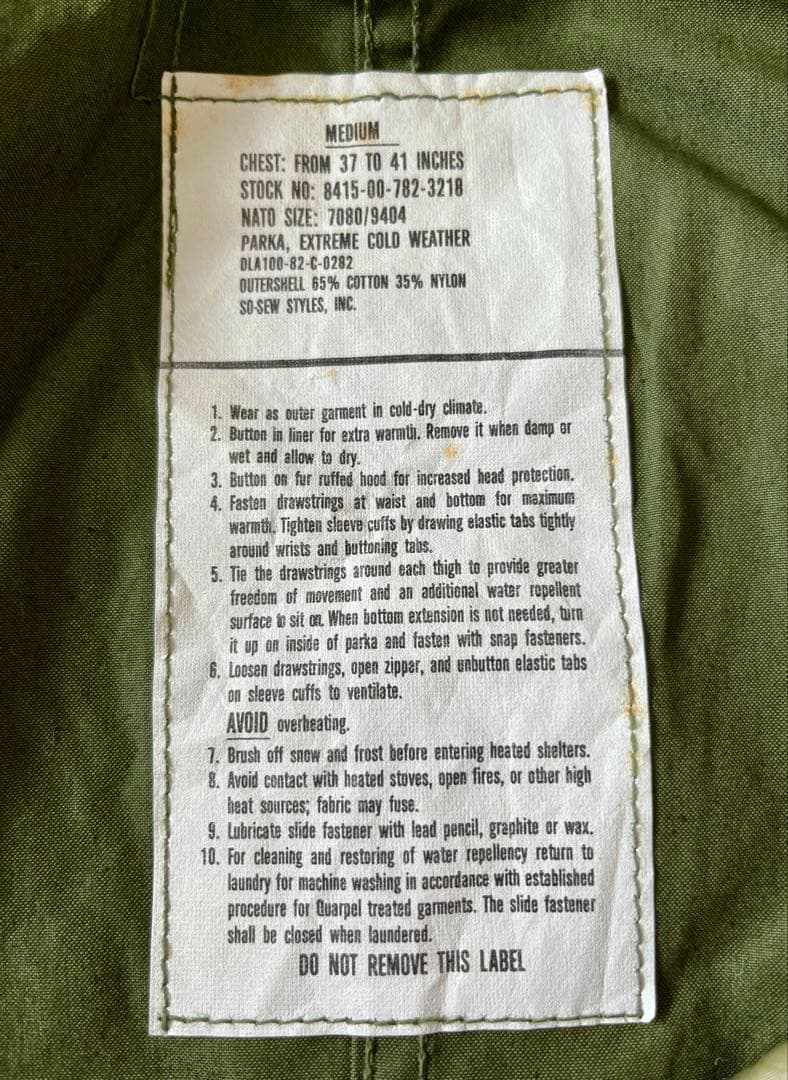 MEDIUM
CHEST: FROM 37 TO 41 INCHES
STOCK NO: 8415-00-782-3218
NATO SIZE: 7080/9404
PARKA, EXTREME COLD WEATHER
DLA100-82-C-0282
OUTERSHELL 65% COTTON 35% NYLON
SO-SEW STYLES, INC.
1. Wear as outer garment in cold-dry climate.
2. Button in liner for extra warmth. Remove it when damp or
wet and allow to dry.
3. Button on fur ruffed hood for increased head protection.
4. Fasten drawstrings at waist and bottom for maximum
warmth. Tighten sleeve cuffs by drawing elastic tabs tightly
around wrists and buttoning tabs.
5. Tie the drawstrings around each thigh to provide greater
freedom of movement and an additional water repellent
surface to sit on. When bottom extension is not needed, turn
it up on inside of parka and fasten with snap fasteners.
6. Loosen drawstrings, open zippar, and unbutton elastic tabs
on sleeve cuffs to ventilate.
AVOID overheating.
7. Brush off snow and frost before entering heated shelters.
8. Avoid contact with heated stoves, open fires, or other high
heat sources; fabric may fuse.
9. Lubricate slide fastener with lead pencil, graphite or wax.
10. For cleaning and restoring of water repellency return to
laundry for machine washing in accordance with established
procedure for Quarpel treated garments. The slide fastener
shall be closed when laundered.
DO NOT REMOVE THIS LABEL